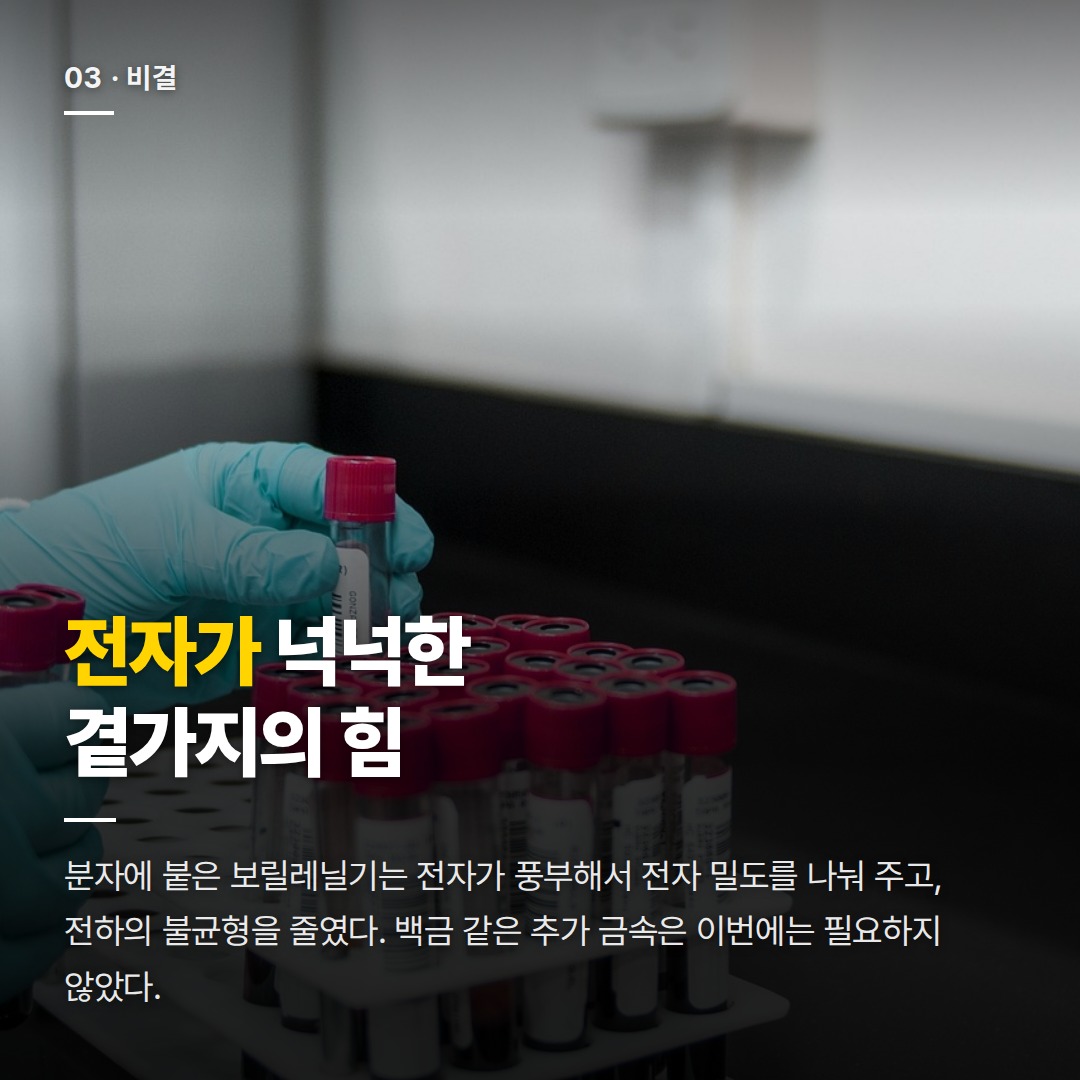 03 · 비결
전자가 넉넉한
곁가지의 힘
분자에 붙은 보릴레닐기는 전자가 풍부해서 전자 밀도를 나눠 주고,
전하의 불균형을 줄였다. 백금 같은 추가 금속은 이번에는 필요하지
않았다.